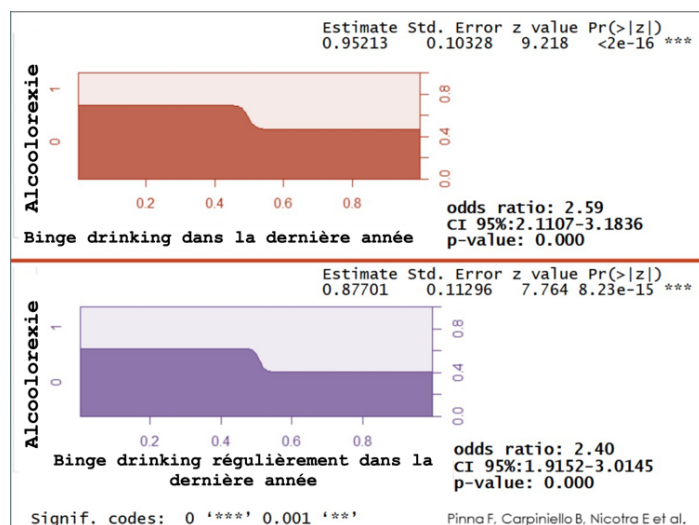 Estimate Std. Error z value Pr(>|z|)
0.95213 0.10328 9.218 <2e-16 ***
Alcoolorexie
1
0
0.8
0.4
0.0
0.2 0.4 0.6 0.8
Binge drinking dans la dernière année
odds ratio: 2.59
CI 95%:2.1107-3.1836
p-value: 0.000
Estimate Std. Error z value Pr(>|z|)
0.87701 0.11296 7.764 8.23e-15 ***
Alcoolorexie
1
0
0.8
0.4
0.0
0.2 0.4 0.6 0.8
Binge drinking régulièrement dans la
dernière année
odds ratio: 2.40
CI 95%:1.9152-3.0145
p-value: 0.000
Signif. codes: 0 ‘***’ 0.001 ‘**’
Pinna F, Carpiniello B, Nicotra E et al.